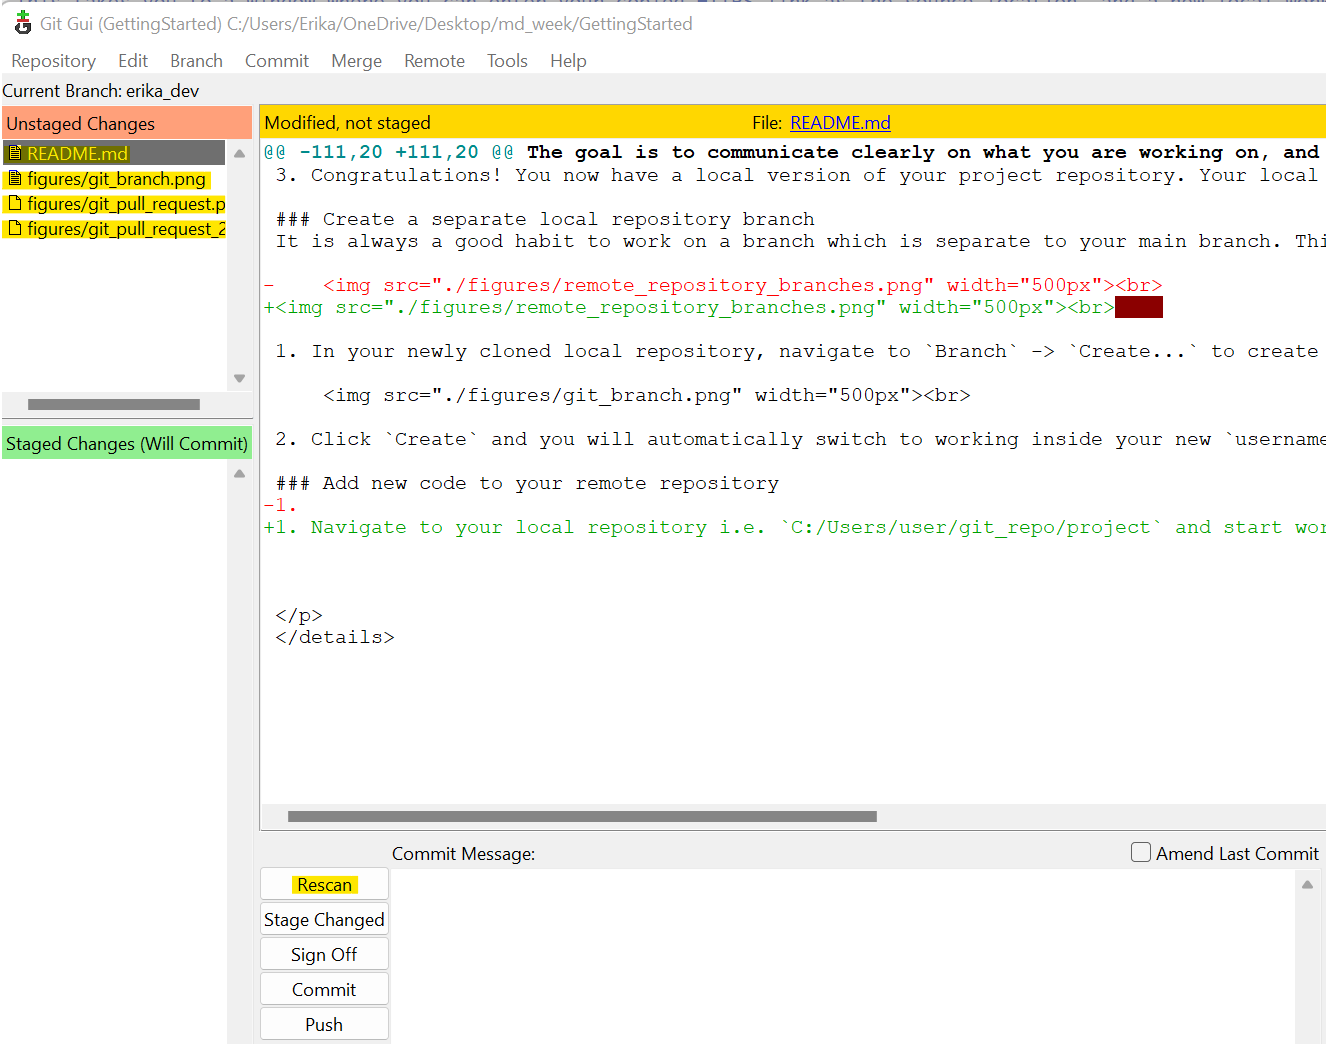 Git Gui (GettingStarted) C:/Users/Erika/OneDrive/Desktop/md_week/GettingStarted
Repository Edit Branch Commit Merge Remote Tools Help
Current Branch: erika_dev
Unstaged Changes
README.md
figures/git_branch.png
figures/git_pull_request.p
figures/git_pull_request_2
Staged Changes (Will Commit)
Modified, not staged File: README.md
@@ -111,20 +111,20 @@ The goal is to communicate clearly on what you are working on, and
3. Congratulations! You now have a local version of your project repository. Your local
### Create a separate local repository branch
It is always a good habit to work on a branch which is separate to your main branch. Thi
-    <img src="./figures/remote_repository_branches.png" width="500px"><br>
+<img src="./figures/remote_repository_branches.png" width="500px"><br>
1. In your newly cloned local repository, navigate to `Branch` -> `Create...` to create
<img src="./figures/git_branch.png" width="500px"><br>
2. Click `Create` and you will automatically switch to working inside your new `username
### Add new code to your remote repository
-1.
+1. Navigate to your local repository i.e. `C:/Users/user/git_repo/project` and start wor
</p>
</details>
Commit Message: Amend Last Commit
Rescan
Stage Changed
Sign Off
Commit
Push